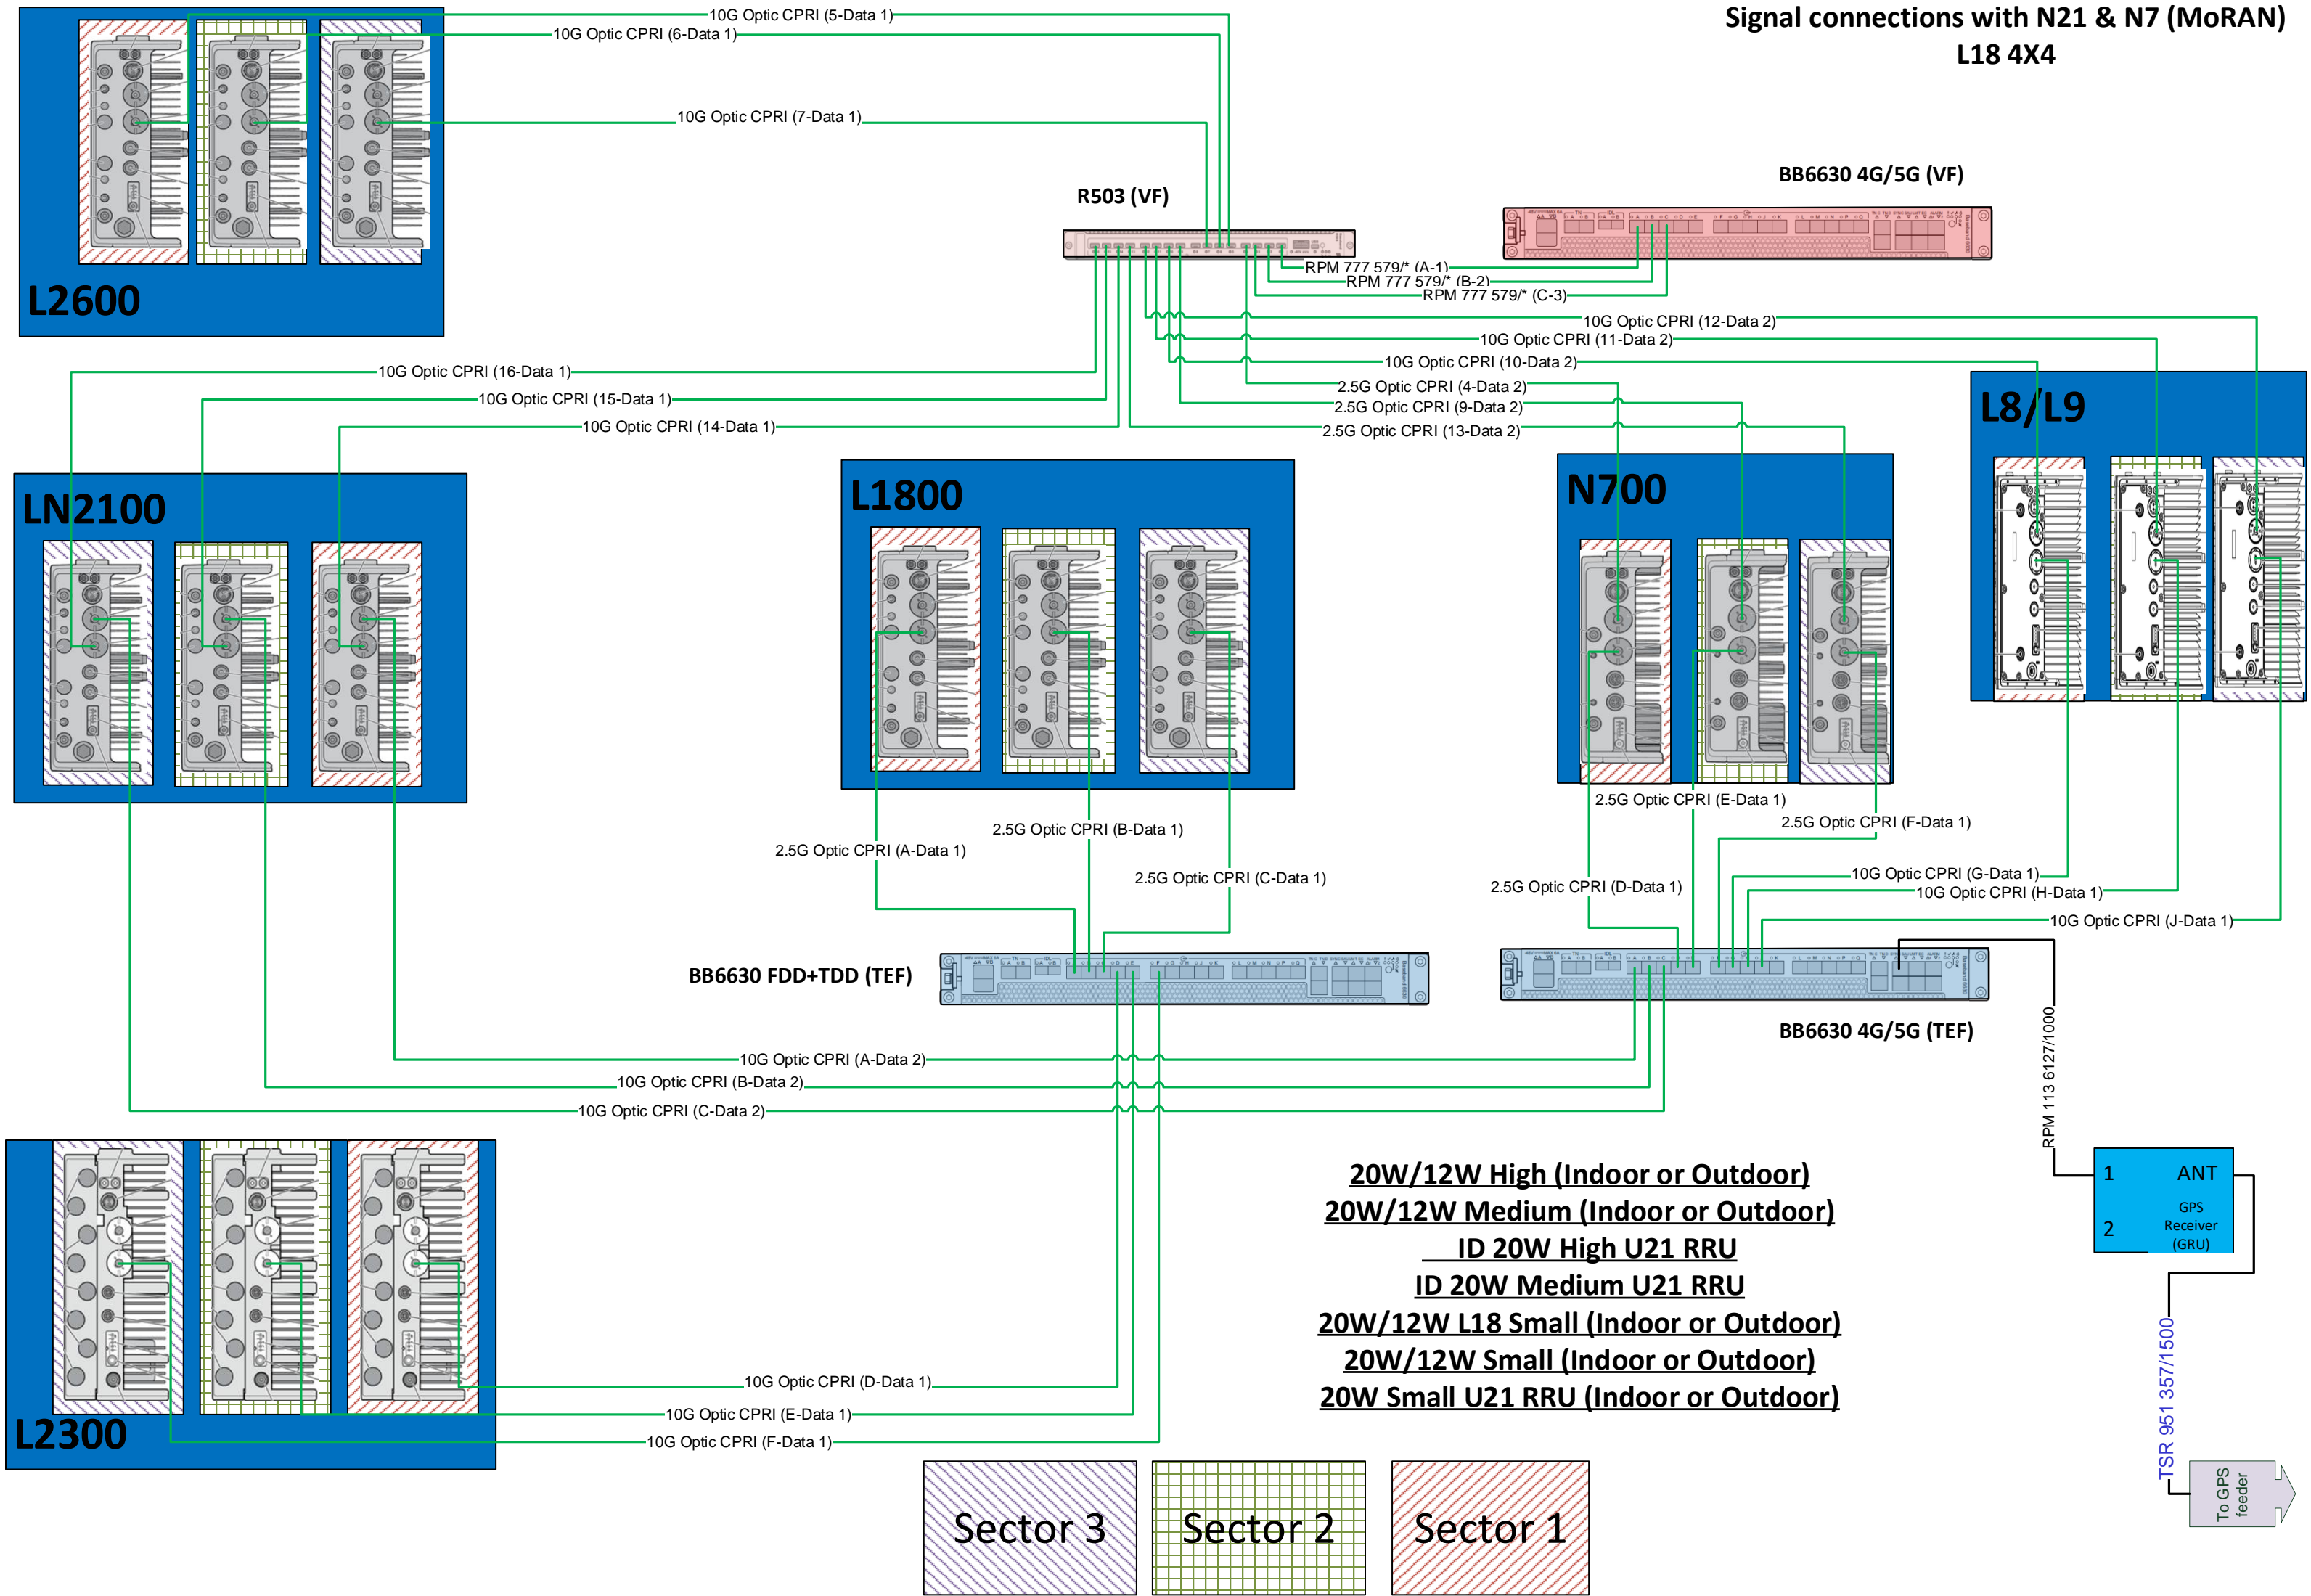 Signal connections with N21 & N7 (MoRAN)
L18 4X4
10G Optic CPRI (5-Data 1)
10G Optic CPRI (6-Data 1)
10G Optic CPRI (7-Data 1)
L2600
R503 (VF)
BB6630 4G/5G (VF)
RPM 777 579/* (A-1)
RPM 777 579/* (B-2)
RPM 777 579/* (C-3)
10G Optic CPRI (12-Data 2)
10G Optic CPRI (11-Data 2)
10G Optic CPRI (10-Data 2)
2.5G Optic CPRI (4-Data 2)
2.5G Optic CPRI (9-Data 2)
2.5G Optic CPRI (13-Data 2)
10G Optic CPRI (16-Data 1)
10G Optic CPRI (15-Data 1)
10G Optic CPRI (14-Data 1)
L8/L9
LN2100
L1800
N700
2.5G Optic CPRI (A-Data 1)
2.5G Optic CPRI (B-Data 1)
2.5G Optic CPRI (C-Data 1)
2.5G Optic CPRI (E-Data 1)
2.5G Optic CPRI (F-Data 1)
2.5G Optic CPRI (D-Data 1)
10G Optic CPRI (G-Data 1)
10G Optic CPRI (H-Data 1)
10G Optic CPRI (J-Data 1)
BB6630 FDD+TDD (TEF)
BB6630 4G/5G (TEF)
10G Optic CPRI (A-Data 2)
10G Optic CPRI (B-Data 2)
10G Optic CPRI (C-Data 2)
RPM 113 6127/1000
1
ANT
2
GPS
Receiver
(GRU)
TSR 951 357/1500
To GPS
feeder
20W/12W High (Indoor or Outdoor)
20W/12W Medium (Indoor or Outdoor)
ID 20W High U21 RRU
ID 20W Medium U21 RRU
20W/12W L18 Small (Indoor or Outdoor)
20W/12W Small (Indoor or Outdoor)
20W Small U21 RRU (Indoor or Outdoor)
10G Optic CPRI (D-Data 1)
10G Optic CPRI (E-Data 1)
10G Optic CPRI (F-Data 1)
L2300
Sector 3
Sector 2
Sector 1